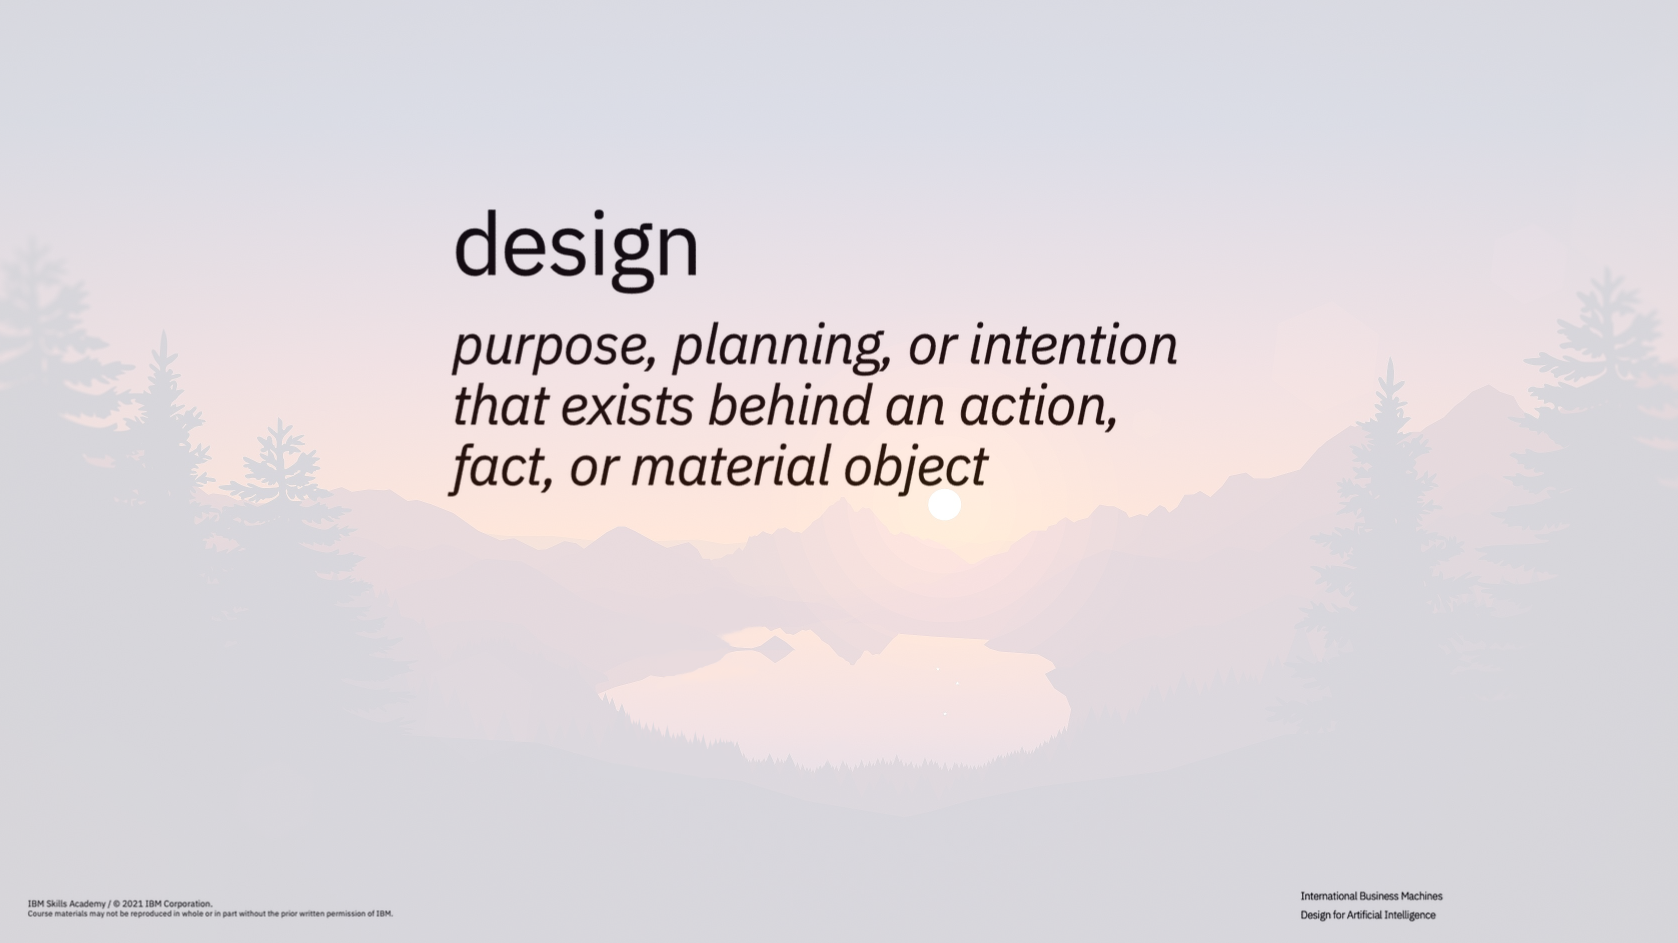 design
purpose, planning, or intention
that exists behind an action,
fact, or material object
IBM Skills Academy / © 2021 IBM Corporation.
Course materials may not be reproduced in whole or in part without the prior written permission of IBM.
International Business Machines
Design for Artificial Intelligence